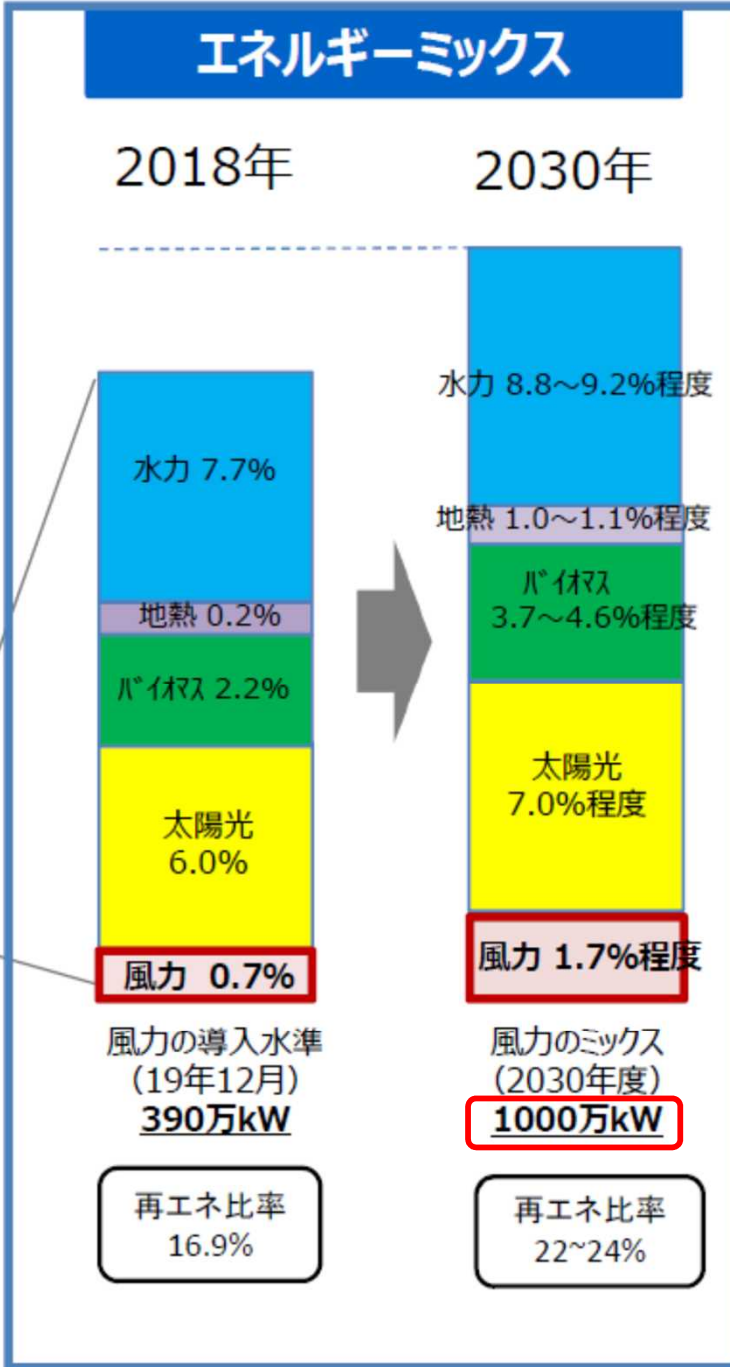 エネルギーミックス
2018年
2030年
水力 7.7%
地熱 0.2%
ﾊﾞｲｵﾏｽ 2.2%
太陽光
6.0%
風力 0.7%
風力の導入水準
（19年12月）
390万kW
再エネ比率
16.9%
水力 8.8～9.2%程度
地熱 1.0～1.1%程度
ﾊﾞｲｵﾏｽ
3.7～4.6%程度
太陽光
7.0%程度
風力 1.7%程度
風力のミックス
（2030年度）
1000万kW
再エネ比率
22~24%